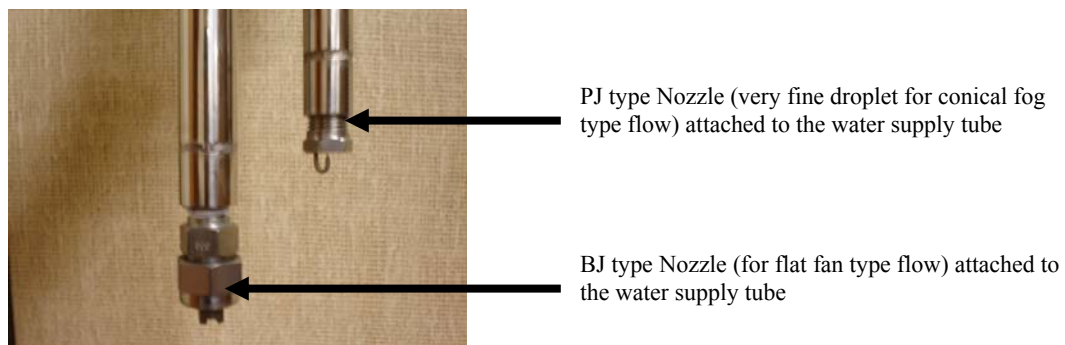 PJ type Nozzle (very fine droplet for conical fog
type flow) attached to the water supply tube
BJ type Nozzle (for flat fan type flow) attached to
the water supply tube